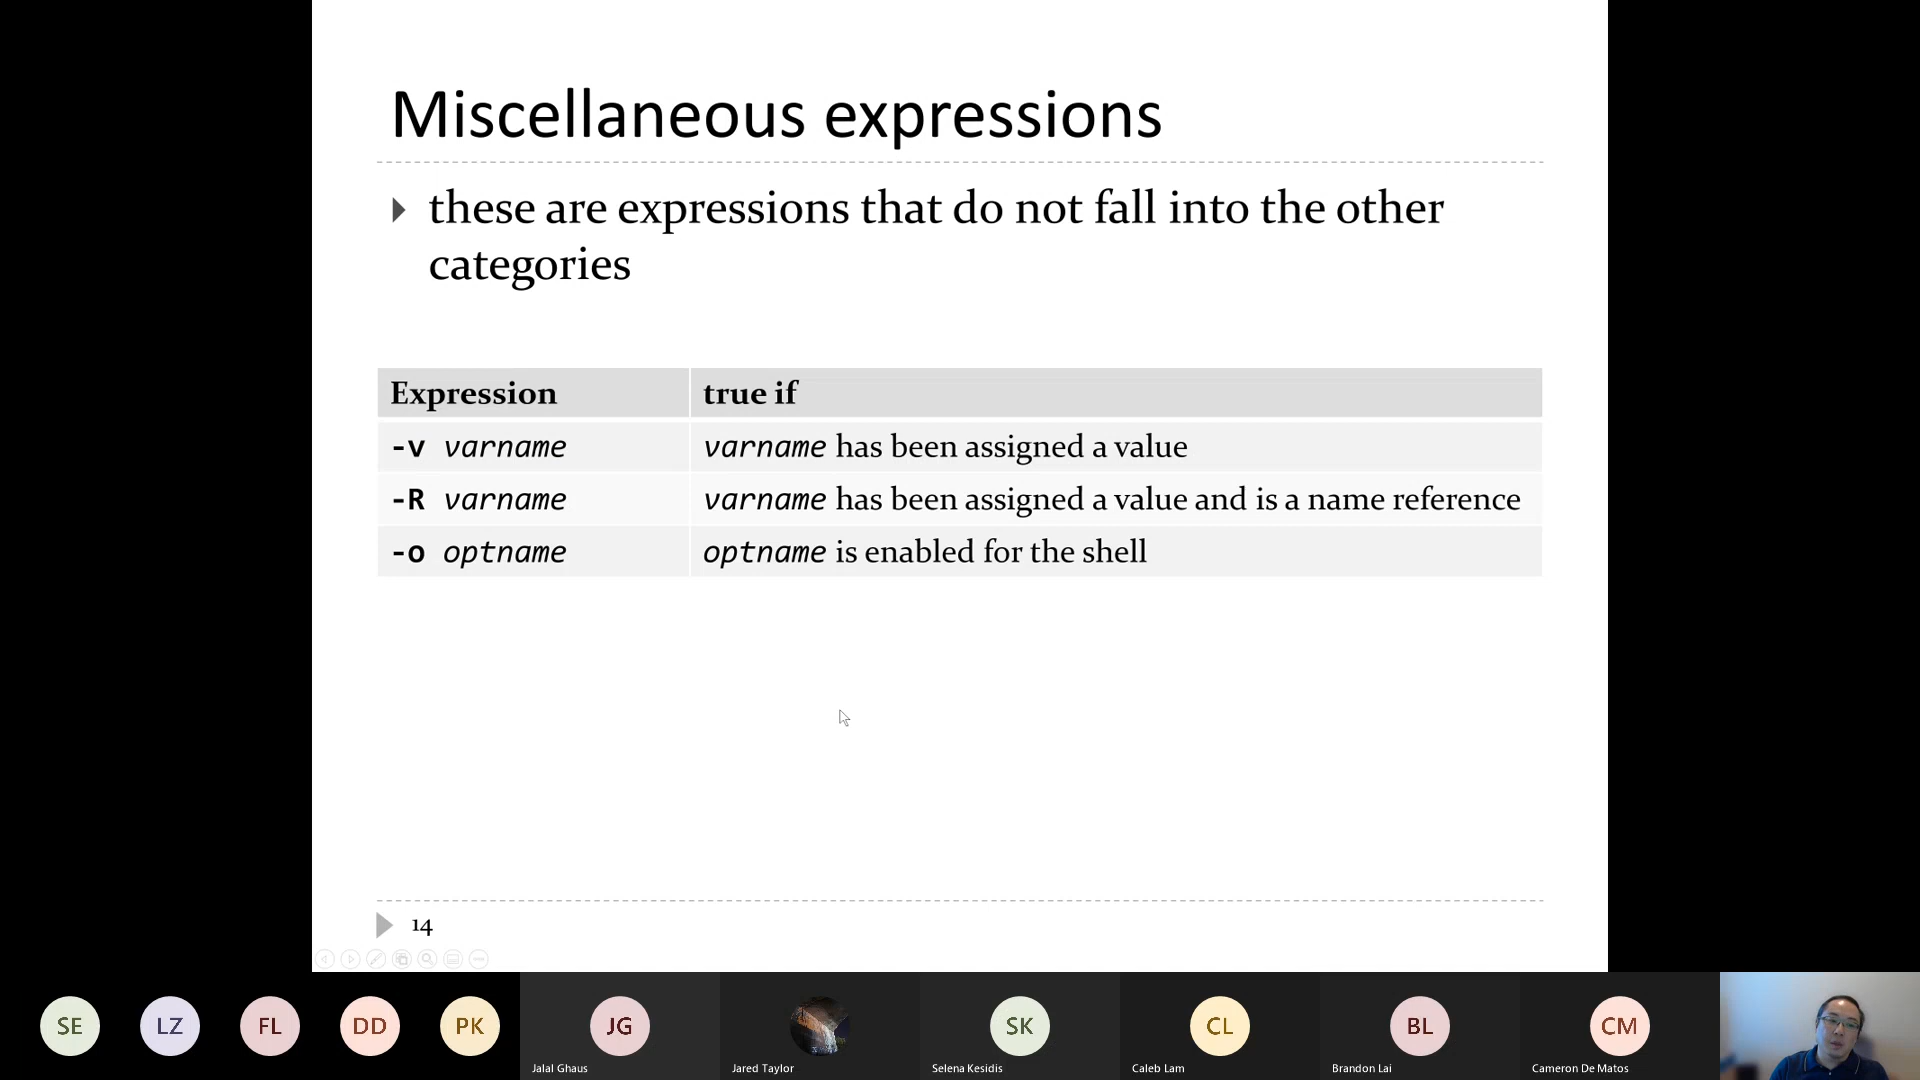 Miscellaneous expressions
these are expressions that do not fall into the other
categories
Expression true if
-v varname varname has been assigned a value
-R varname varname has been assigned a value and is a name reference
-o optname optname is enabled for the shell
14
SE LZ FL DD PK JG SK CL BL CM
Jalal Ghaus Jared Taylor Selena Kesidis Caleb Lam Brandon Lai Cameron De Matos